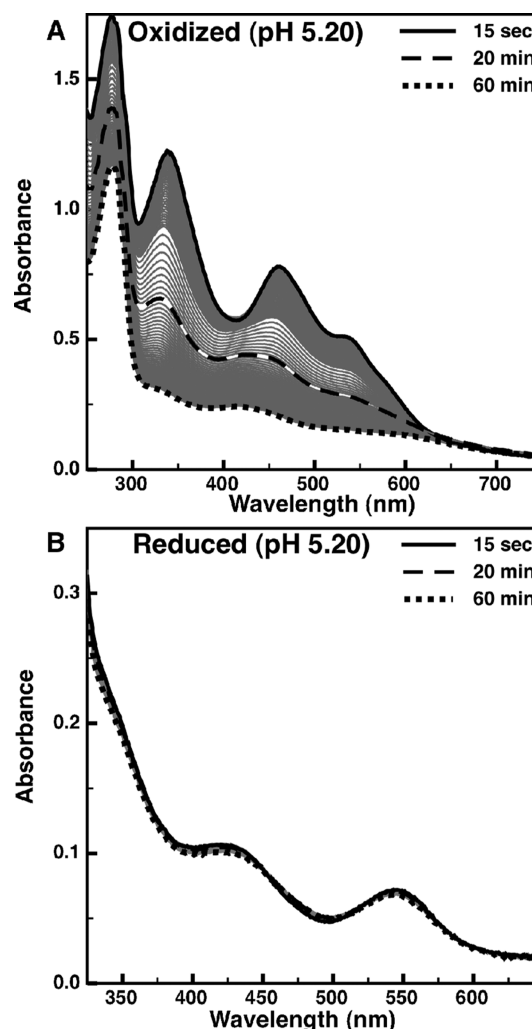 A Oxidized (pH 5.20)
15 sec
20 min
60 min
1.5
1.0
0.5
0.0
Absorbance
300 400 500 600 700
Wavelength (nm)
B Reduced (pH 5.20)
15 sec
20 min
60 min
0.3
0.2
0.1
0.0
Absorbance
350 400 450 500 550 600
Wavelength (nm)